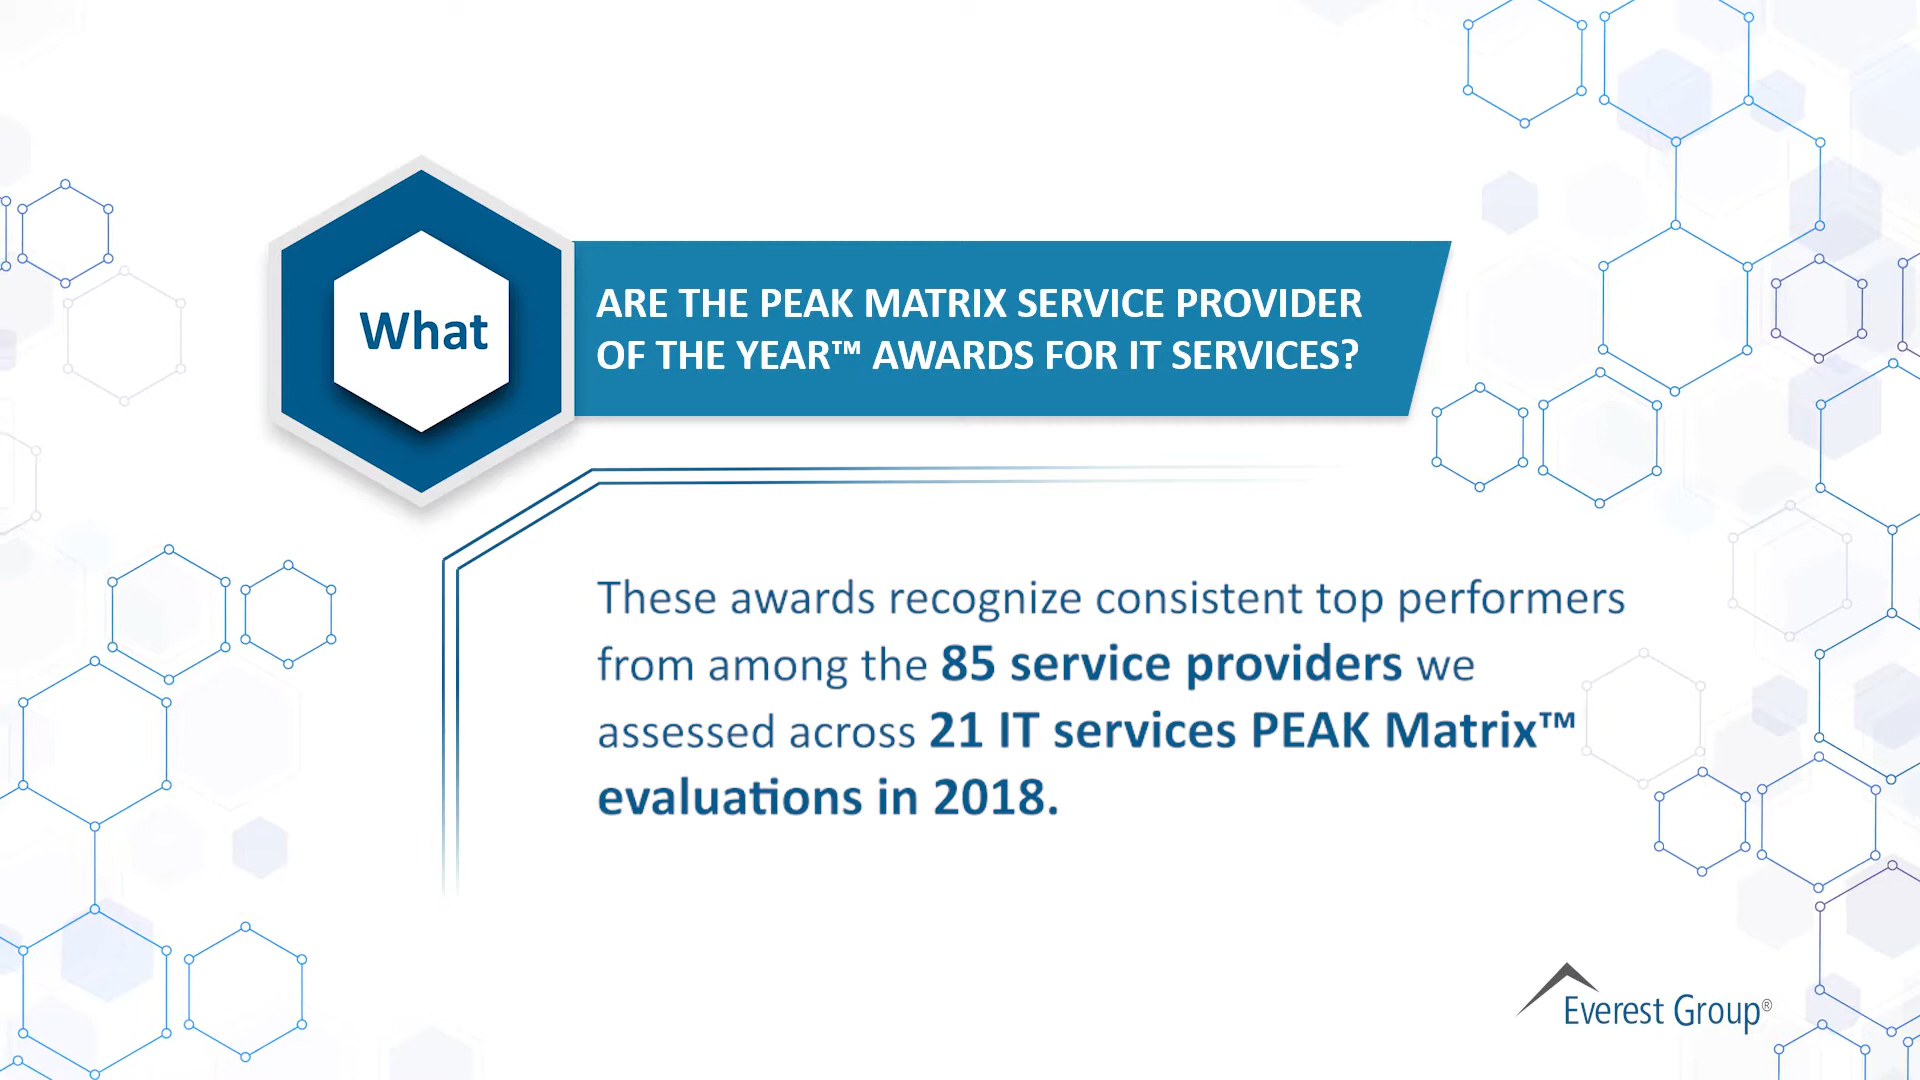 What
ARE THE PEAK MATRIX SERVICE PROVIDER
OF THE YEAR™ AWARDS FOR IT SERVICES?
These awards recognize consistent top performers
from among the 85 service providers we
assessed across 21 IT services PEAK Matrix™
evaluations in 2018.
Everest Group®